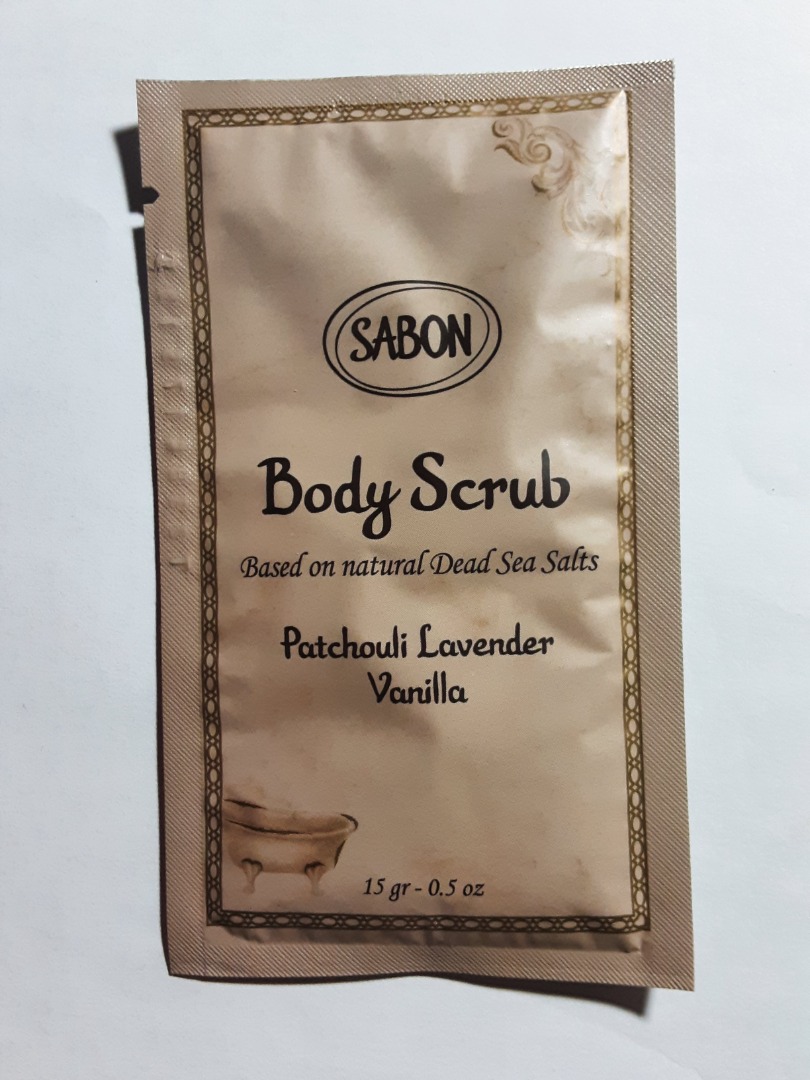 SABON
Body Scrub
Based on natural Dead Sea Salts
Patchouli Lavender
Vanilla
15 gr - 0.5 oz